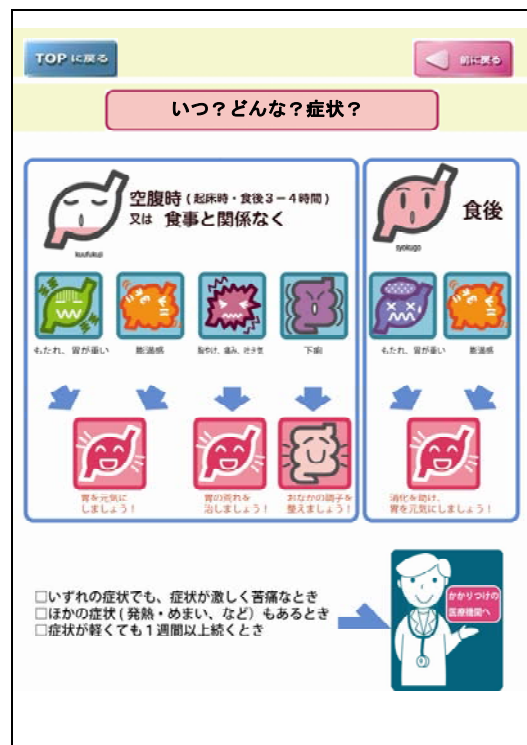 TOPに戻る
前に戻る
いつ？どんな？症状？
空腹時(起床時・食後３－４時間)
又は 食事と関係なく
kuufukuji
食後
syokugo
もたれ、胃が重い
膨満感
胸やけ、痛み、吐き気
下痢
もたれ、胃が重い
膨満感
胃を元気に
しましょう！
胃の荒れを
治しましょう！
おなかの調子を
整えましょう！
消化を助け、
胃を元気にしましょう！
□いずれの症状でも、症状が激しく苦痛なとき
□ほかの症状(発熱・めまい、など）もあるとき
□症状が軽くても１週間以上続くとき
かかりつけの
医療機関へ